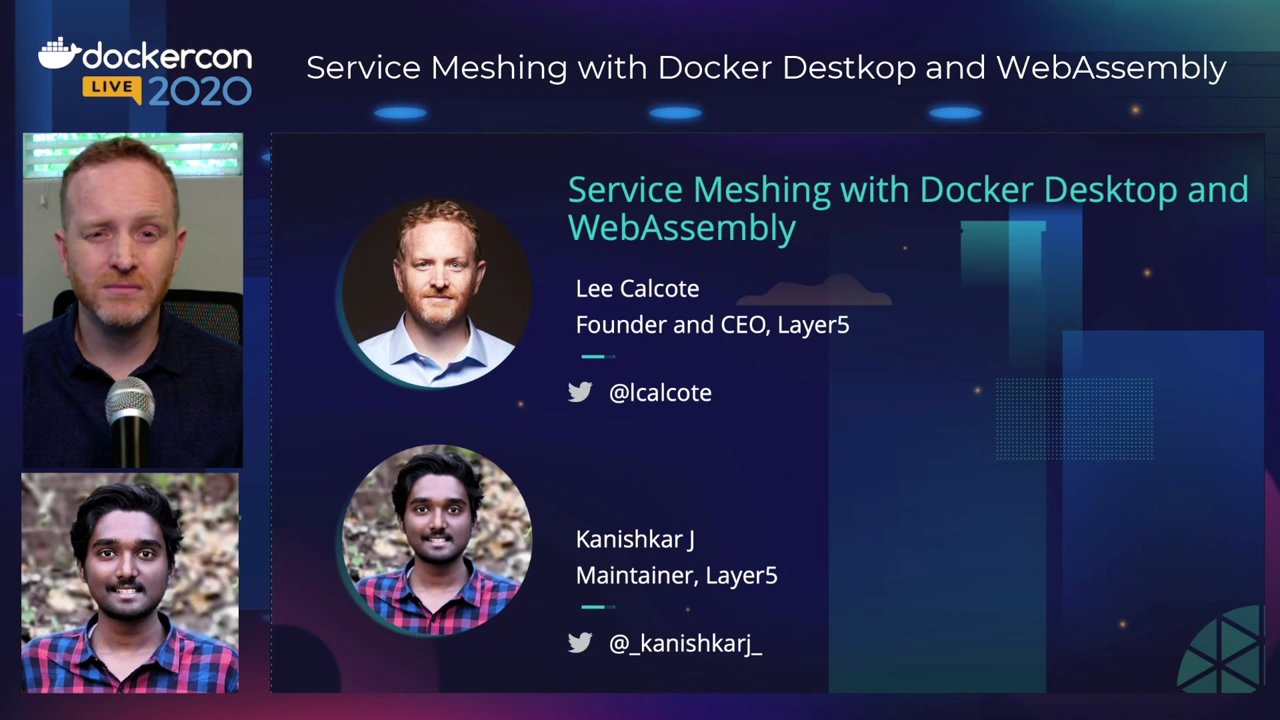 dockercon
LIVE 2020
Service Meshing with Docker Destkop and WebAssembly
Service Meshing with Docker Desktop and
WebAssembly
Lee Calcote
Founder and CEO, Layer5
@lcalcote
Kanishkar J
Maintainer, Layer5
@_kanishkarj_